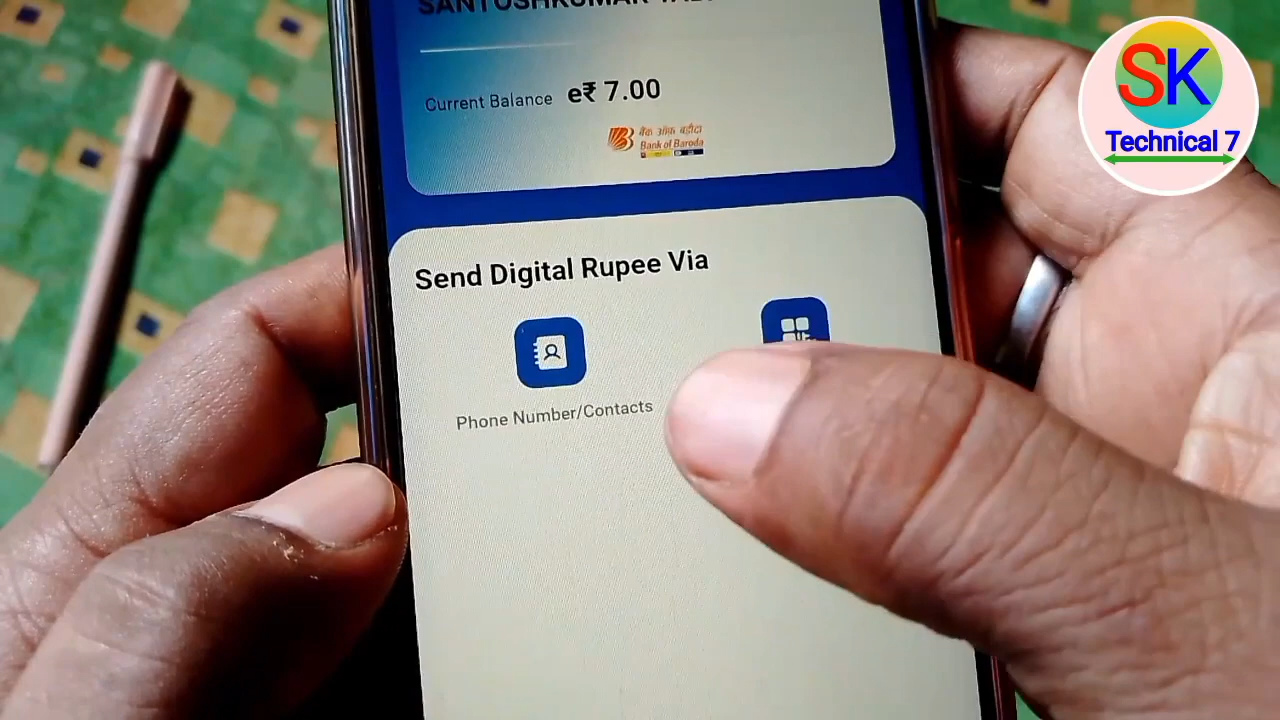 SANTOSHKUMAR
Current Balance e₹ 7.00
बैंक ऑफ़ बड़ौदा
Bank of Baroda
Send Digital Rupee Via
Phone Number/Contacts
SK
Technical 7